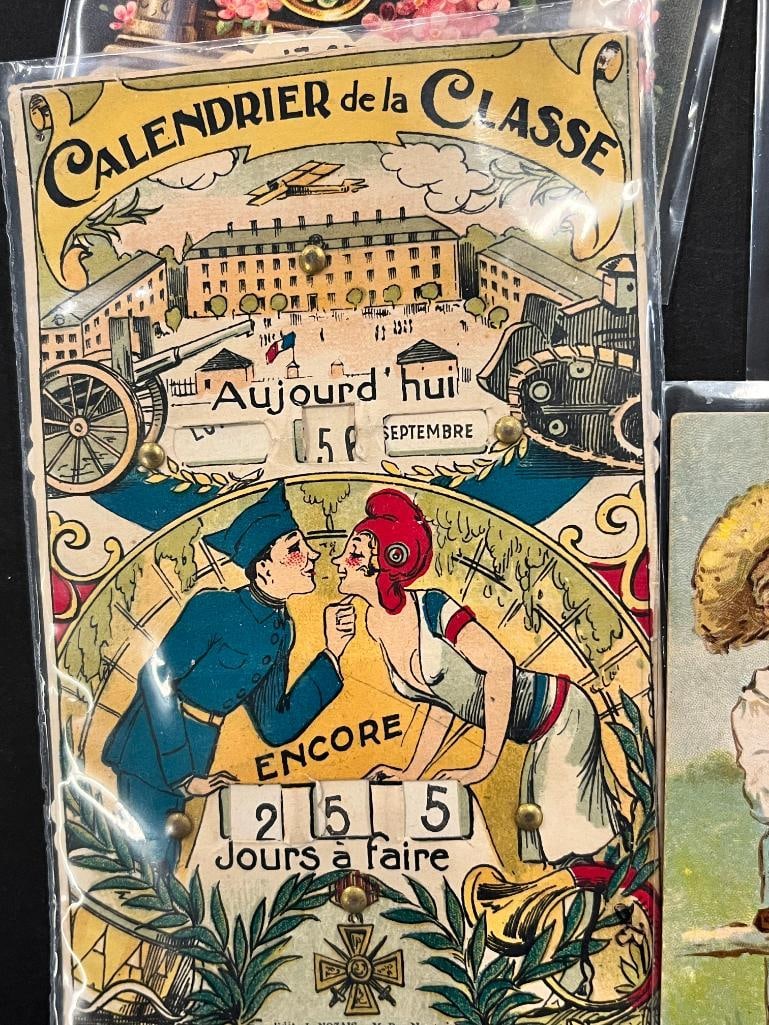 CALENDRIER de la CLASSE
Aujourd'hui
SEPTEMBRE
ENCORE
2 5 5
Jours à faire